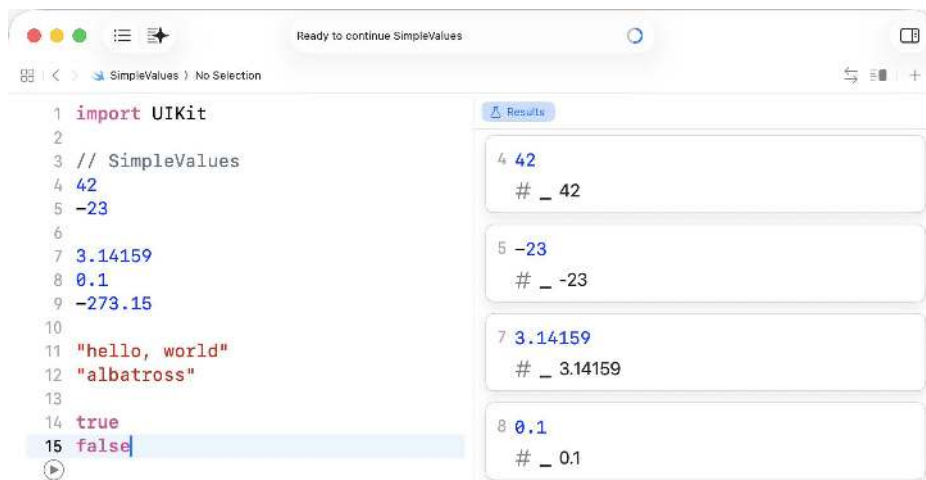 Ready to continue SimpleValues
SimpleValues 〉 No Selection
1 import UIKit
2
3 // SimpleValues
4 42
5 −23
6
7 3.14159
8 0.1
9 −273.15
10
11 "hello, world"
12 "albatross"
13
14 true
15 false
Results
4 42
# _ 42
5 −23
# _ -23
7 3.14159
# _ 3.14159
8 0.1
# _ 0.1